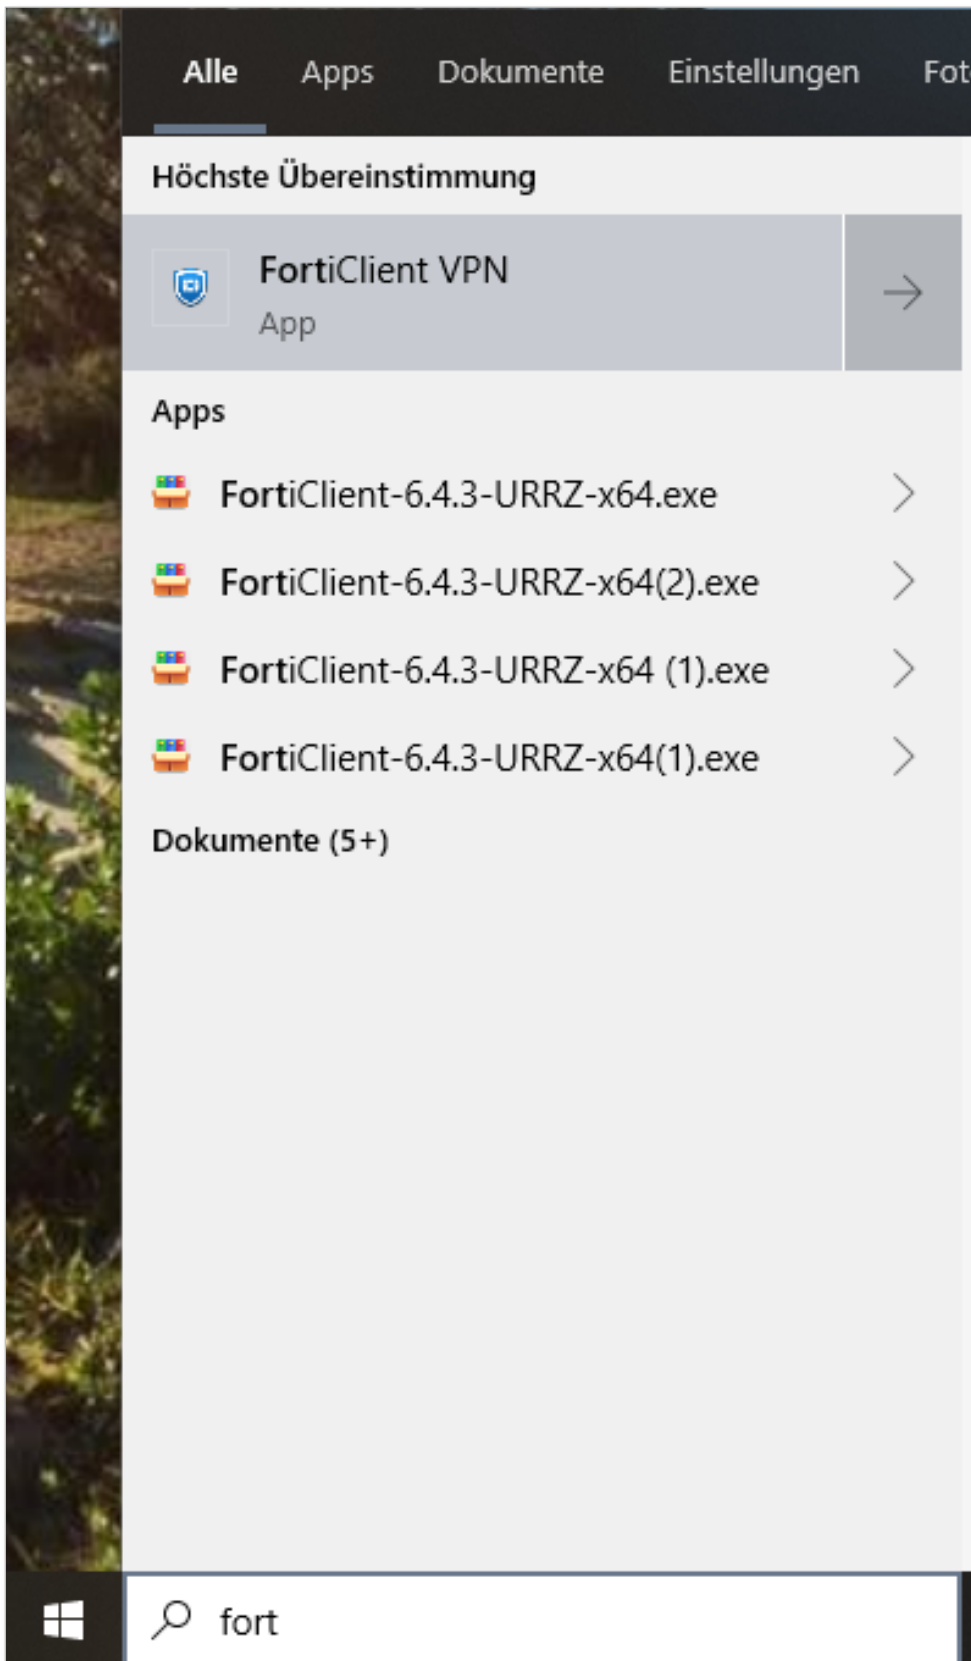 Alle Apps Dokumente Einstellungen Fot
Höchste Übereinstimmung
FortiClient VPN
App
Apps
FortiClient-6.4.3-URRZ-x64.exe
FortiClient-6.4.3-URRZ-x64(2).exe
FortiClient-6.4.3-URRZ-x64 (1).exe
FortiClient-6.4.3-URRZ-x64(1).exe
Dokumente (5+)
fort